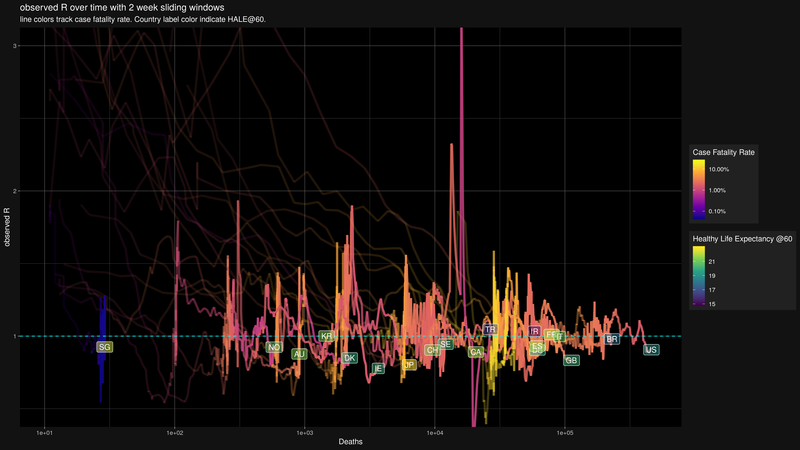 observed R over time with 2 week sliding windows
line colors track case fatality rate. Country label color indicate HALE@60.
3
2
1
observed R
SG
NO
AU
KR
DK
IE
JP
CH
SE
CA
TR
ES
GB
BR
US
1e+01
1e+02
1e+03
1e+04
1e+05
Deaths
Case Fatality Rate
10.00%
1.00%
0.10%
Healthy Life Expectancy @60
21
19
17
15